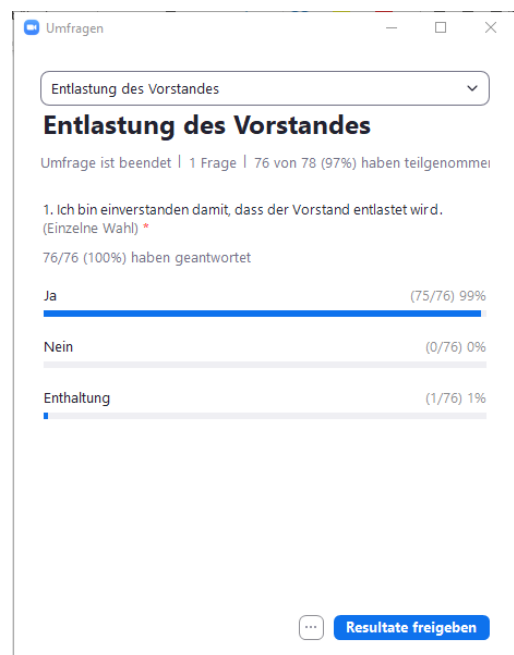 Umfragen
Entlastung des Vorstandes
Entlastung des Vorstandes
Umfrage ist beendet | 1 Frage | 76 von 78 (97%) haben teilgenomme
1. Ich bin einverstanden damit, dass der Vorstand entlastet wird.
(Einzelne Wahl) *
76/76 (100%) haben geantwortet
Ja (75/76) 99%
Nein (0/76) 0%
Enthaltung (1/76) 1%
... Resultate freigeben